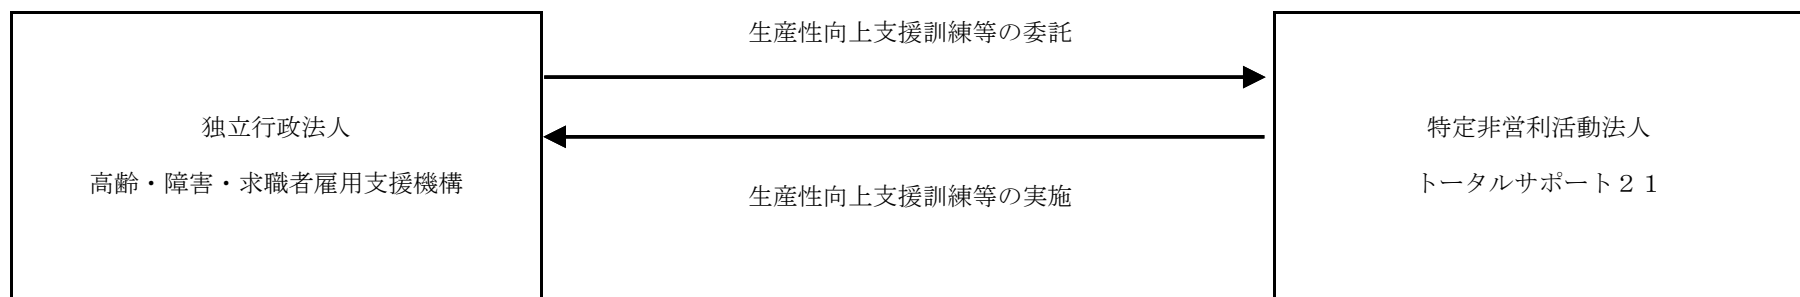 生産性向上支援訓練等の委託
独立行政法人
高齢・障害・求職者雇用支援機構
特定非営利活動法人
トータルサポート２１
生産性向上支援訓練等の実施